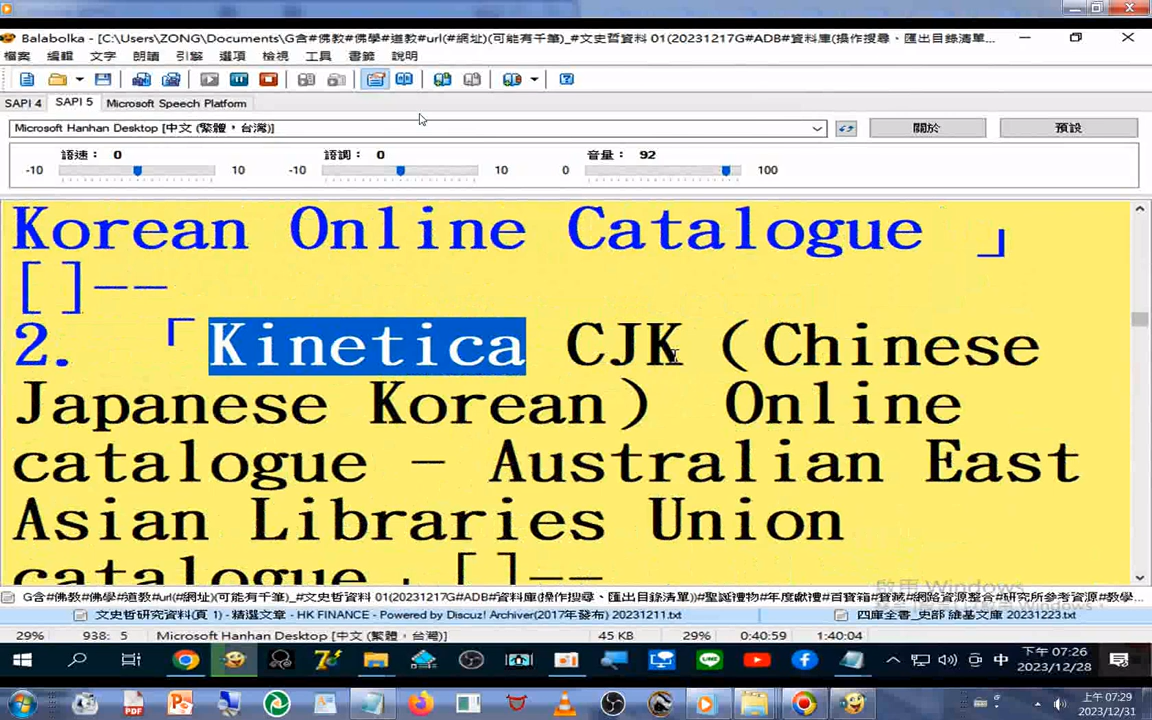 Balabolka - [C:\Users\ZONG\Documents\G含#佛教#佛學#道教#url(#網址)(可能有千筆)_#文史哲資料 01(20231217G#ADB#資料庫(操作搜尋、匯出目錄清單...
檔案 編輯 文字 朗讀 引擎 選項 檢視 工具 書籤 說明
SAPI 4 SAPI 5 Microsoft Speech Platform
Microsoft Hanhan Desktop [中文 (繁體，台灣)]
關於 預設
語速： 0 語調： 0 音量： 92
-10 10 -10 10 0 100
Korean Online Catalogue 」
[]--
2. 「Kinetica CJK (Chinese
Japanese Korean) Online
catalogue - Australian East
Asian Libraries Union
catalogue」[]--
啟用 Windows
G含#佛教#佛學#道教#url(#網址)(可能有千筆)_#文史哲資料 01(20231217G#ADB#資料庫(操作搜尋、匯出目錄清單))#聖誕禮物#年度獻禮#百寶箱#寶藏#網路資源整合#研究所參考資源#教學...
文史哲研究資料(頁 1) - 精選文章 - HK FINANCE - Powered by Discuz! Archiver(2017年發布) 20231211.txt
四庫全書_史部 維基文庫 20231223.txt
29% 938: 5 Microsoft Hanhan Desktop [中文 (繁體，台灣)] 45 KB 29% 0:40:59 1:40:04
中 下午 07:26
2023/12/28
上午 07:29
2023/12/31